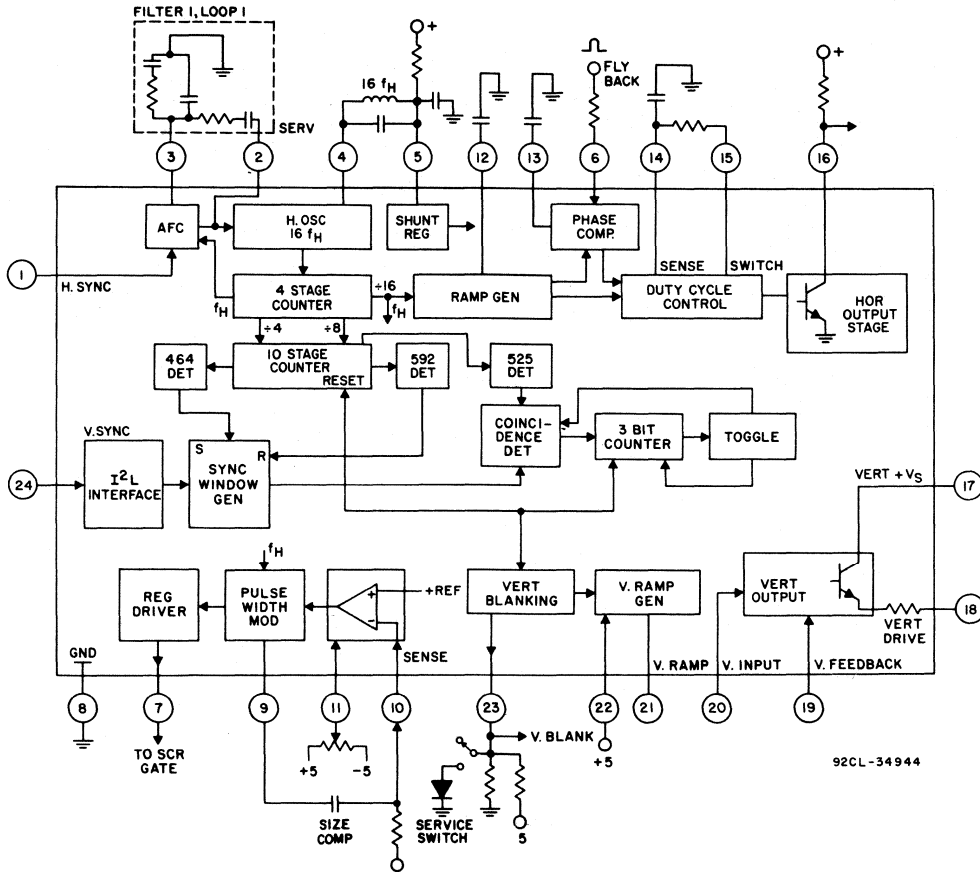 FILTER 1, LOOP 1
16 fH
+
FLY
BACK
+
SERV
3
2
4
5
12
13
6
14
15
16
AFC
H. OSC
16 fH
SHUNT
REG
PHASE
COMP.
1
H. SYNC
SENSE
SWITCH
fH
4 STAGE
COUNTER
÷16
fH
RAMP GEN
DUTY CYCLE
CONTROL
HOR
OUTPUT
STAGE
÷4
÷8
464
DET
10 STAGE
COUNTER
RESET
592
DET
525
DET
COINCI-
DENCE
DET
3 BIT
COUNTER
TOGGLE
V.SYNC
24
I²L
INTERFACE
S
R
SYNC
WINDOW
GEN
VERT +VS
17
fH
REG
DRIVER
PULSE
WIDTH
MOD
+
-
+REF
SENSE
VERT
BLANKING
V. RAMP
GEN
VERT
OUTPUT
18
VERT
DRIVE
GND
V. RAMP
V. INPUT
V. FEEDBACK
8
7
9
11
10
23
22
21
20
19
TO SCR
GATE
+5
-5
V. BLANK
+5
92CL-34944
SIZE
COMP
SERVICE
SWITCH
5